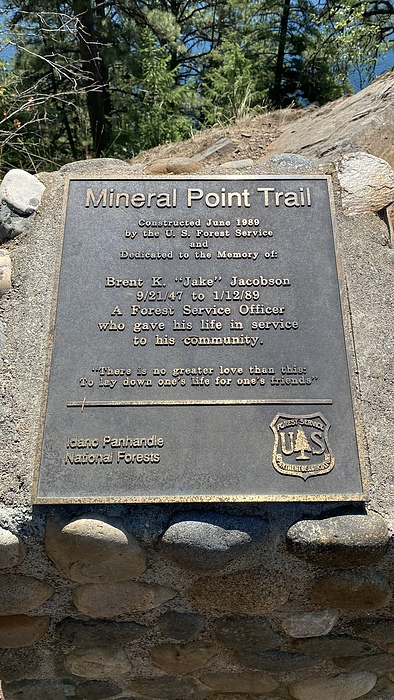 Mineral Point Trail
Constructed June 1989
by the U. S. Forest Service
and
Dedicated to the Memory of:
Brent K. "Jake" Jacobson
9/21/47 to 1/12/89
A Forest Service Officer
who gave his life in service
to his community.
"There is no greater love than this:
To lay down one's life for one's friends"
Idaho Panhandle
National Forests
FOREST SERVICE
U S
DEPARTMENT OF AGRICULTURE